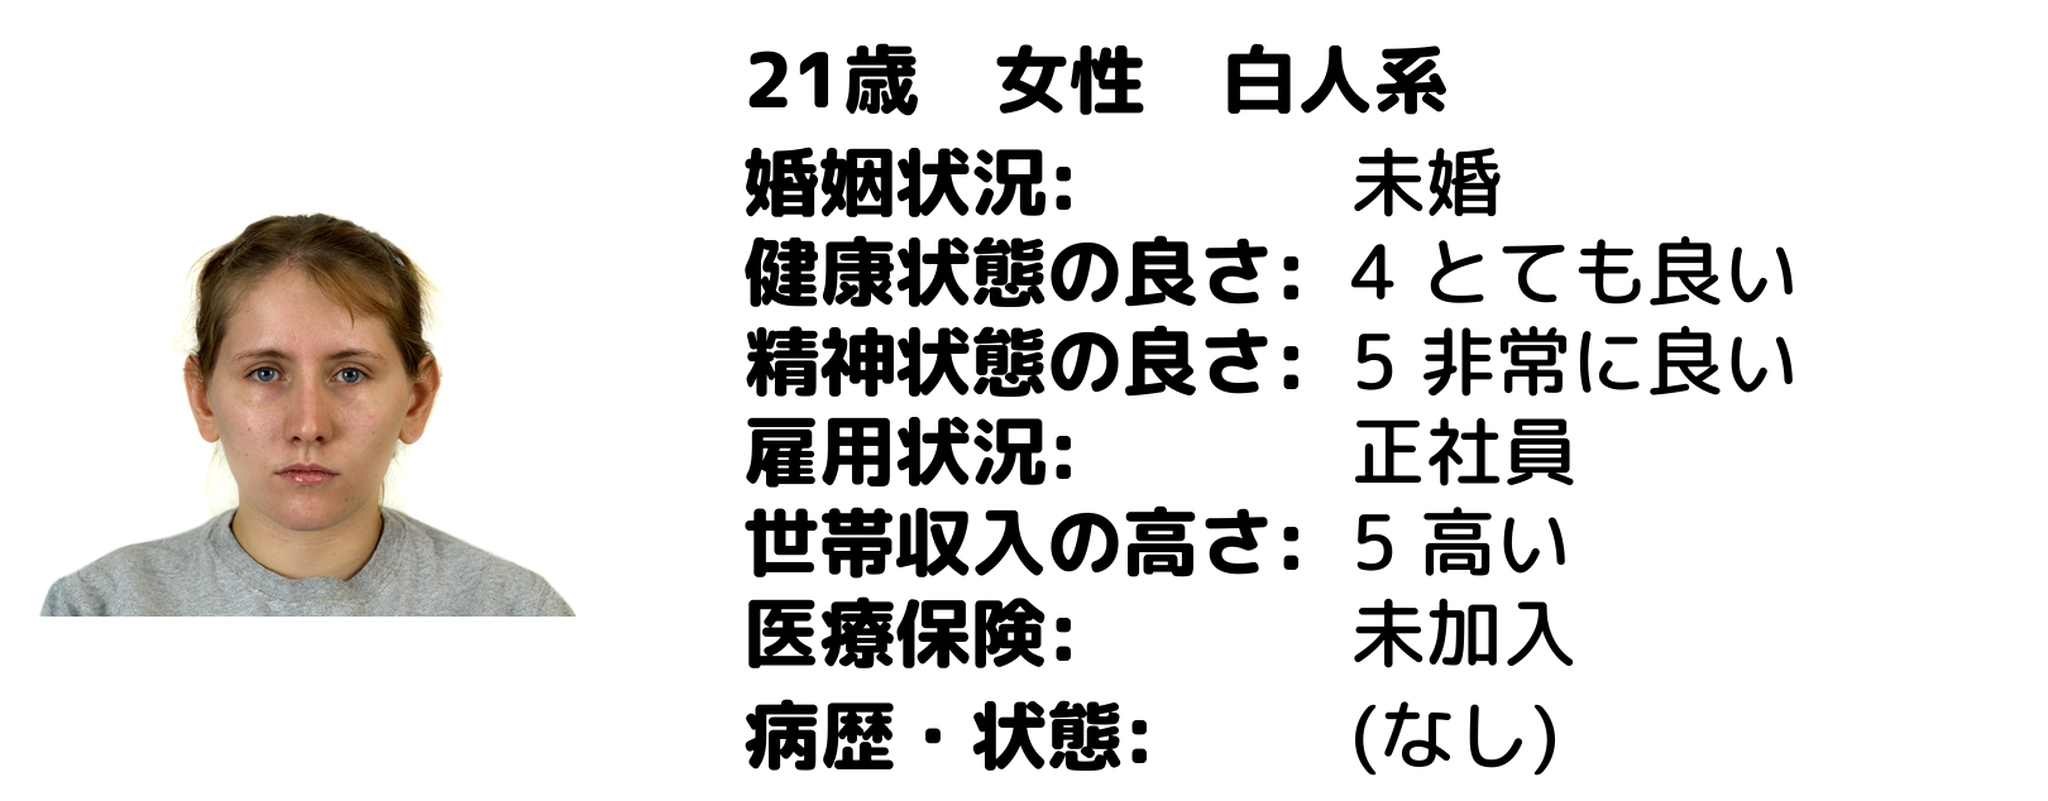 21歳　女性　白人系
婚姻状況: 未婚
健康状態の良さ: 4 とても良い
精神状態の良さ: 5 非常に良い
雇用状況: 正社員
世帯収入の高さ: 5 高い
医療保険: 未加入
病歴・状態: (なし)